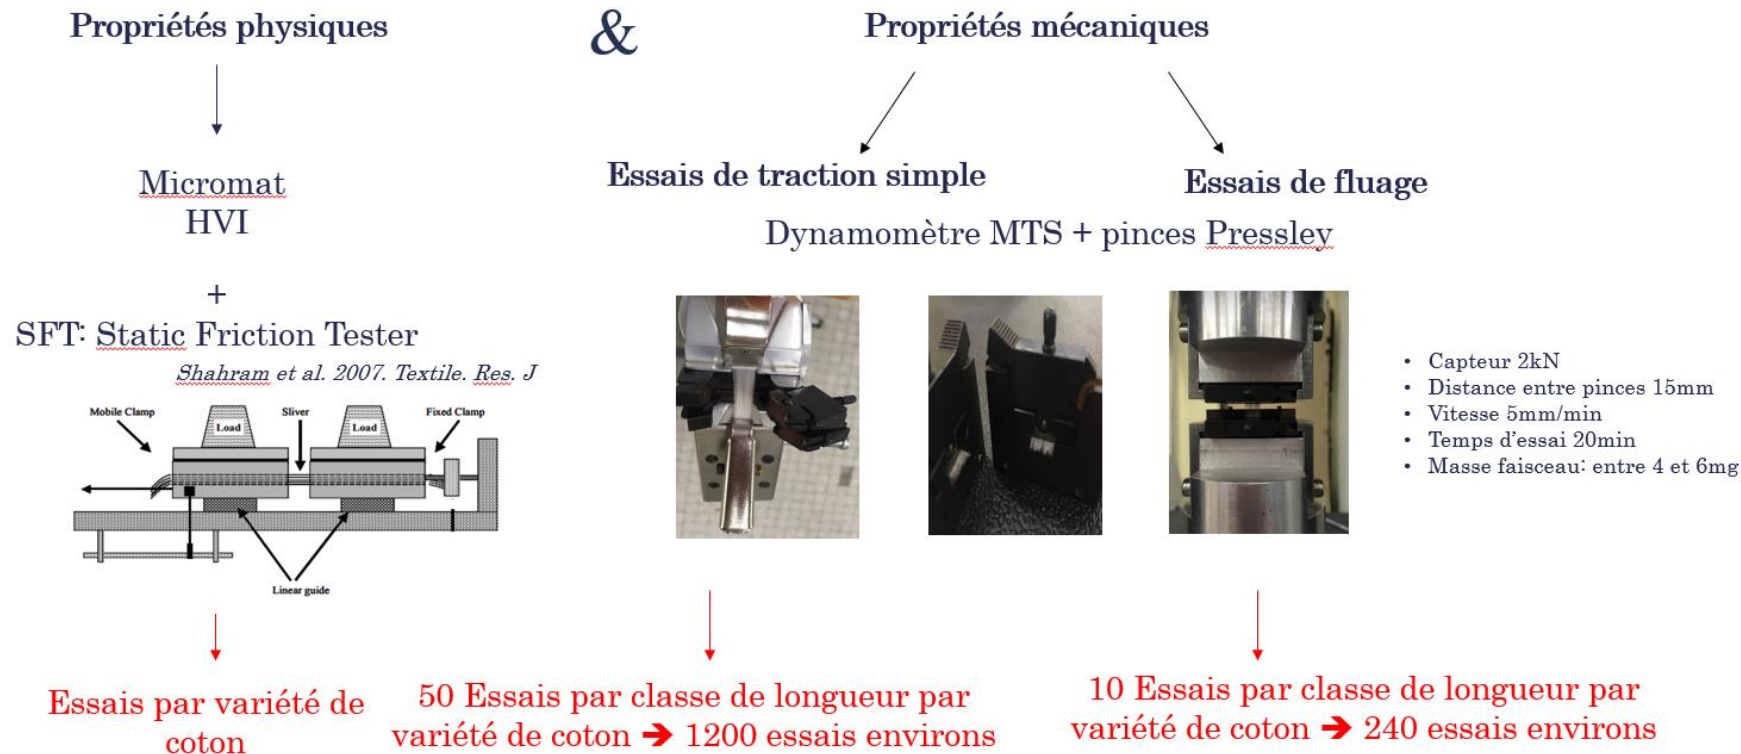 Propriétés physiques
&
Propriétés mécaniques
Micromat
HVI
+
SFT: Static Friction Tester
Shahram et al. 2007. Textile. Res. J
Mobile Clamp
Sliver
Fixed Clamp
Load
Load
Linear guide
Essais de traction simple
Essais de fluage
Dynamomètre MTS + pinces Pressley
• Capteur 2kN
• Distance entre pinces 15mm
• Vitesse 5mm/min
• Temps d'essai 20min
• Masse faisceau: entre 4 et 6mg
Essais par variété de
coton
50 Essais par classe de longueur par
variété de coton ➔ 1200 essais environs
10 Essais par classe de longueur par
variété de coton ➔ 240 essais environs